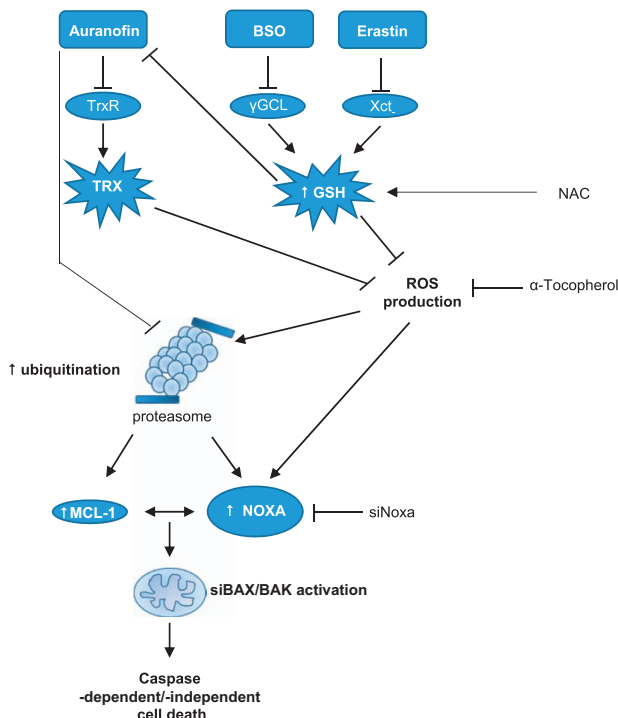 Auranofin
BSO
Erastin
TrxR
γGCL
Xct-
TRX
↑ GSH
NAC
ROS
production
α-Tocopherol
↑ ubiquitination
proteasome
↑MCL-1
↑ NOXA
siNoxa
siBAX/BAK activation
Caspase
-dependent/-independent
cell death